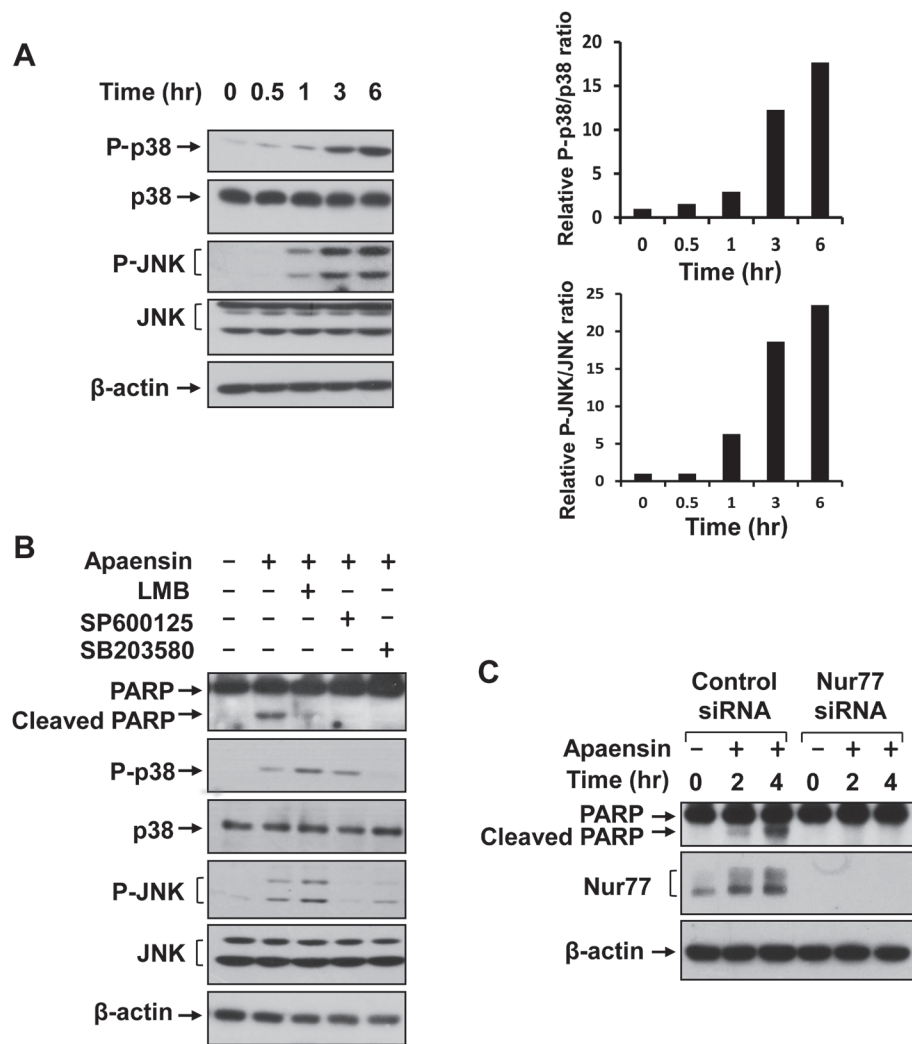 A
Time (hr) 0 0.5 1 3 6
P-p38
p38
P-JNK
JNK
β-actin
Relative P-p38/p38 ratio
20
15
10
5
0
0 0.5 1 3 6
Time (hr)
Relative P-JNK/JNK ratio
25
20
15
10
5
0
0 0.5 1 3 6
Time (hr)
B
Apaensin – + + + +
LMB – – + – –
SP600125 – – – + –
SB203580 – – – – +
PARP
Cleaved PARP
P-p38
p38
P-JNK
JNK
β-actin
C
Control siRNA Nur77 siRNA
Apaensin – + + – + +
Time (hr) 0 2 4 0 2 4
PARP
Cleaved PARP
Nur77
β-actin